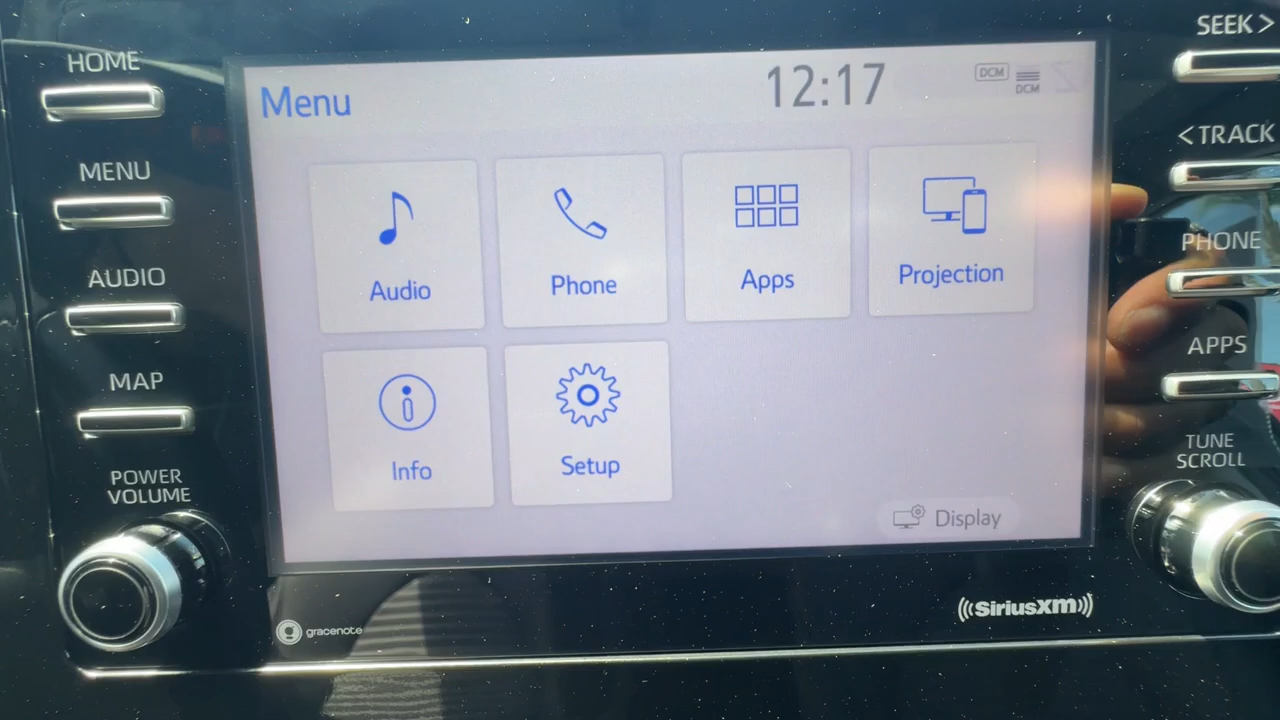 HOME
MENU
AUDIO
MAP
POWER
VOLUME
Menu
12:17
DCM
DCM
Audio
Phone
Apps
Projection
Info
Setup
Display
gracenote
SiriusXM
SEEK >
< TRACK
PHONE
APPS
TUNE
SCROLL